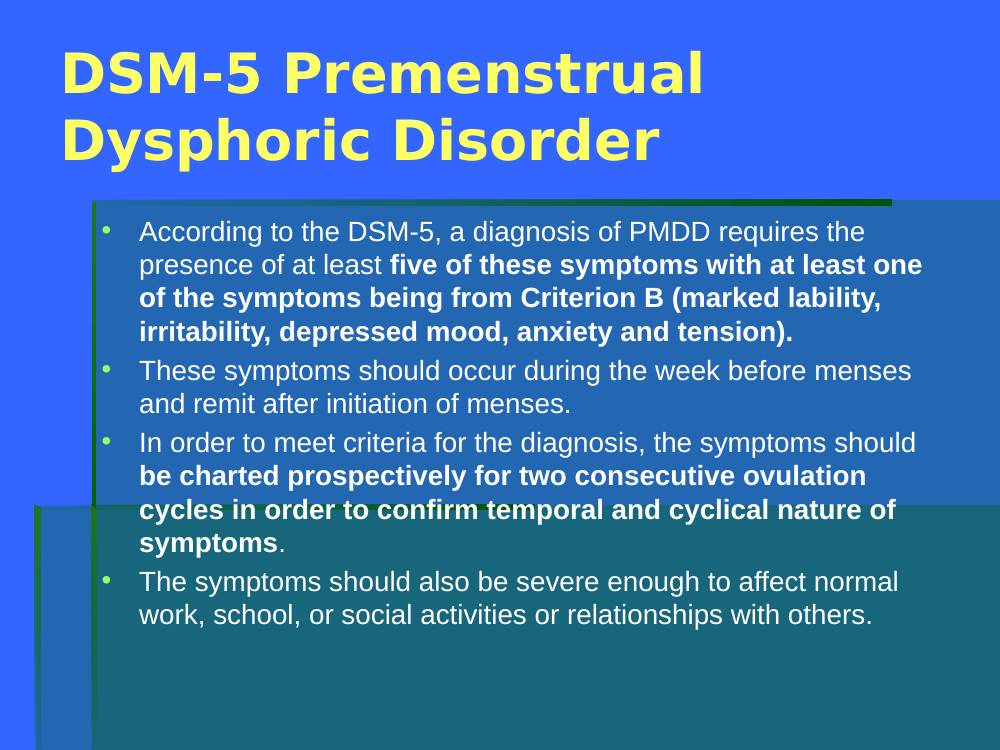 DSM-5 Premenstrual
Dysphoric Disorder
• According to the DSM-5, a diagnosis of PMDD requires the
presence of at least five of these symptoms with at least one
of the symptoms being from Criterion B (marked lability,
irritability, depressed mood, anxiety and tension).
• These symptoms should occur during the week before menses
and remit after initiation of menses.
• In order to meet criteria for the diagnosis, the symptoms should
be charted prospectively for two consecutive ovulation
cycles in order to confirm temporal and cyclical nature of
symptoms.
• The symptoms should also be severe enough to affect normal
work, school, or social activities or relationships with others.